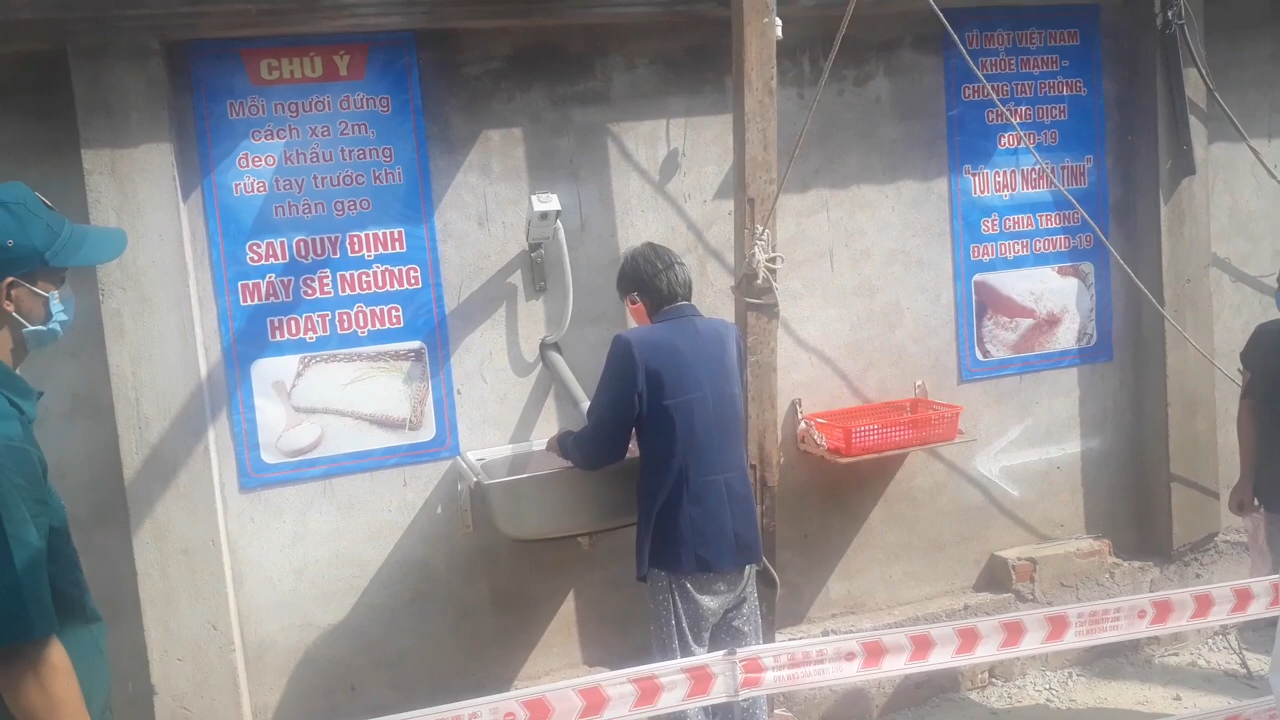 CHÚ Ý
Mỗi người đứng
cách xa 2m,
đeo khẩu trang
rửa tay trước khi
nhận gạo
SAI QUY ĐỊNH
MÁY SẼ NGỪNG
HOẠT ĐỘNG
VÌ MỘT VIỆT NAM
KHỎE MẠNH -
CHUNG TAY PHÒNG,
CHỐNG DỊCH
COVID-19
"TÚI GẠO NGHĨA TÌNH"
SẺ CHIA TRONG
ĐẠI DỊCH COVID-19